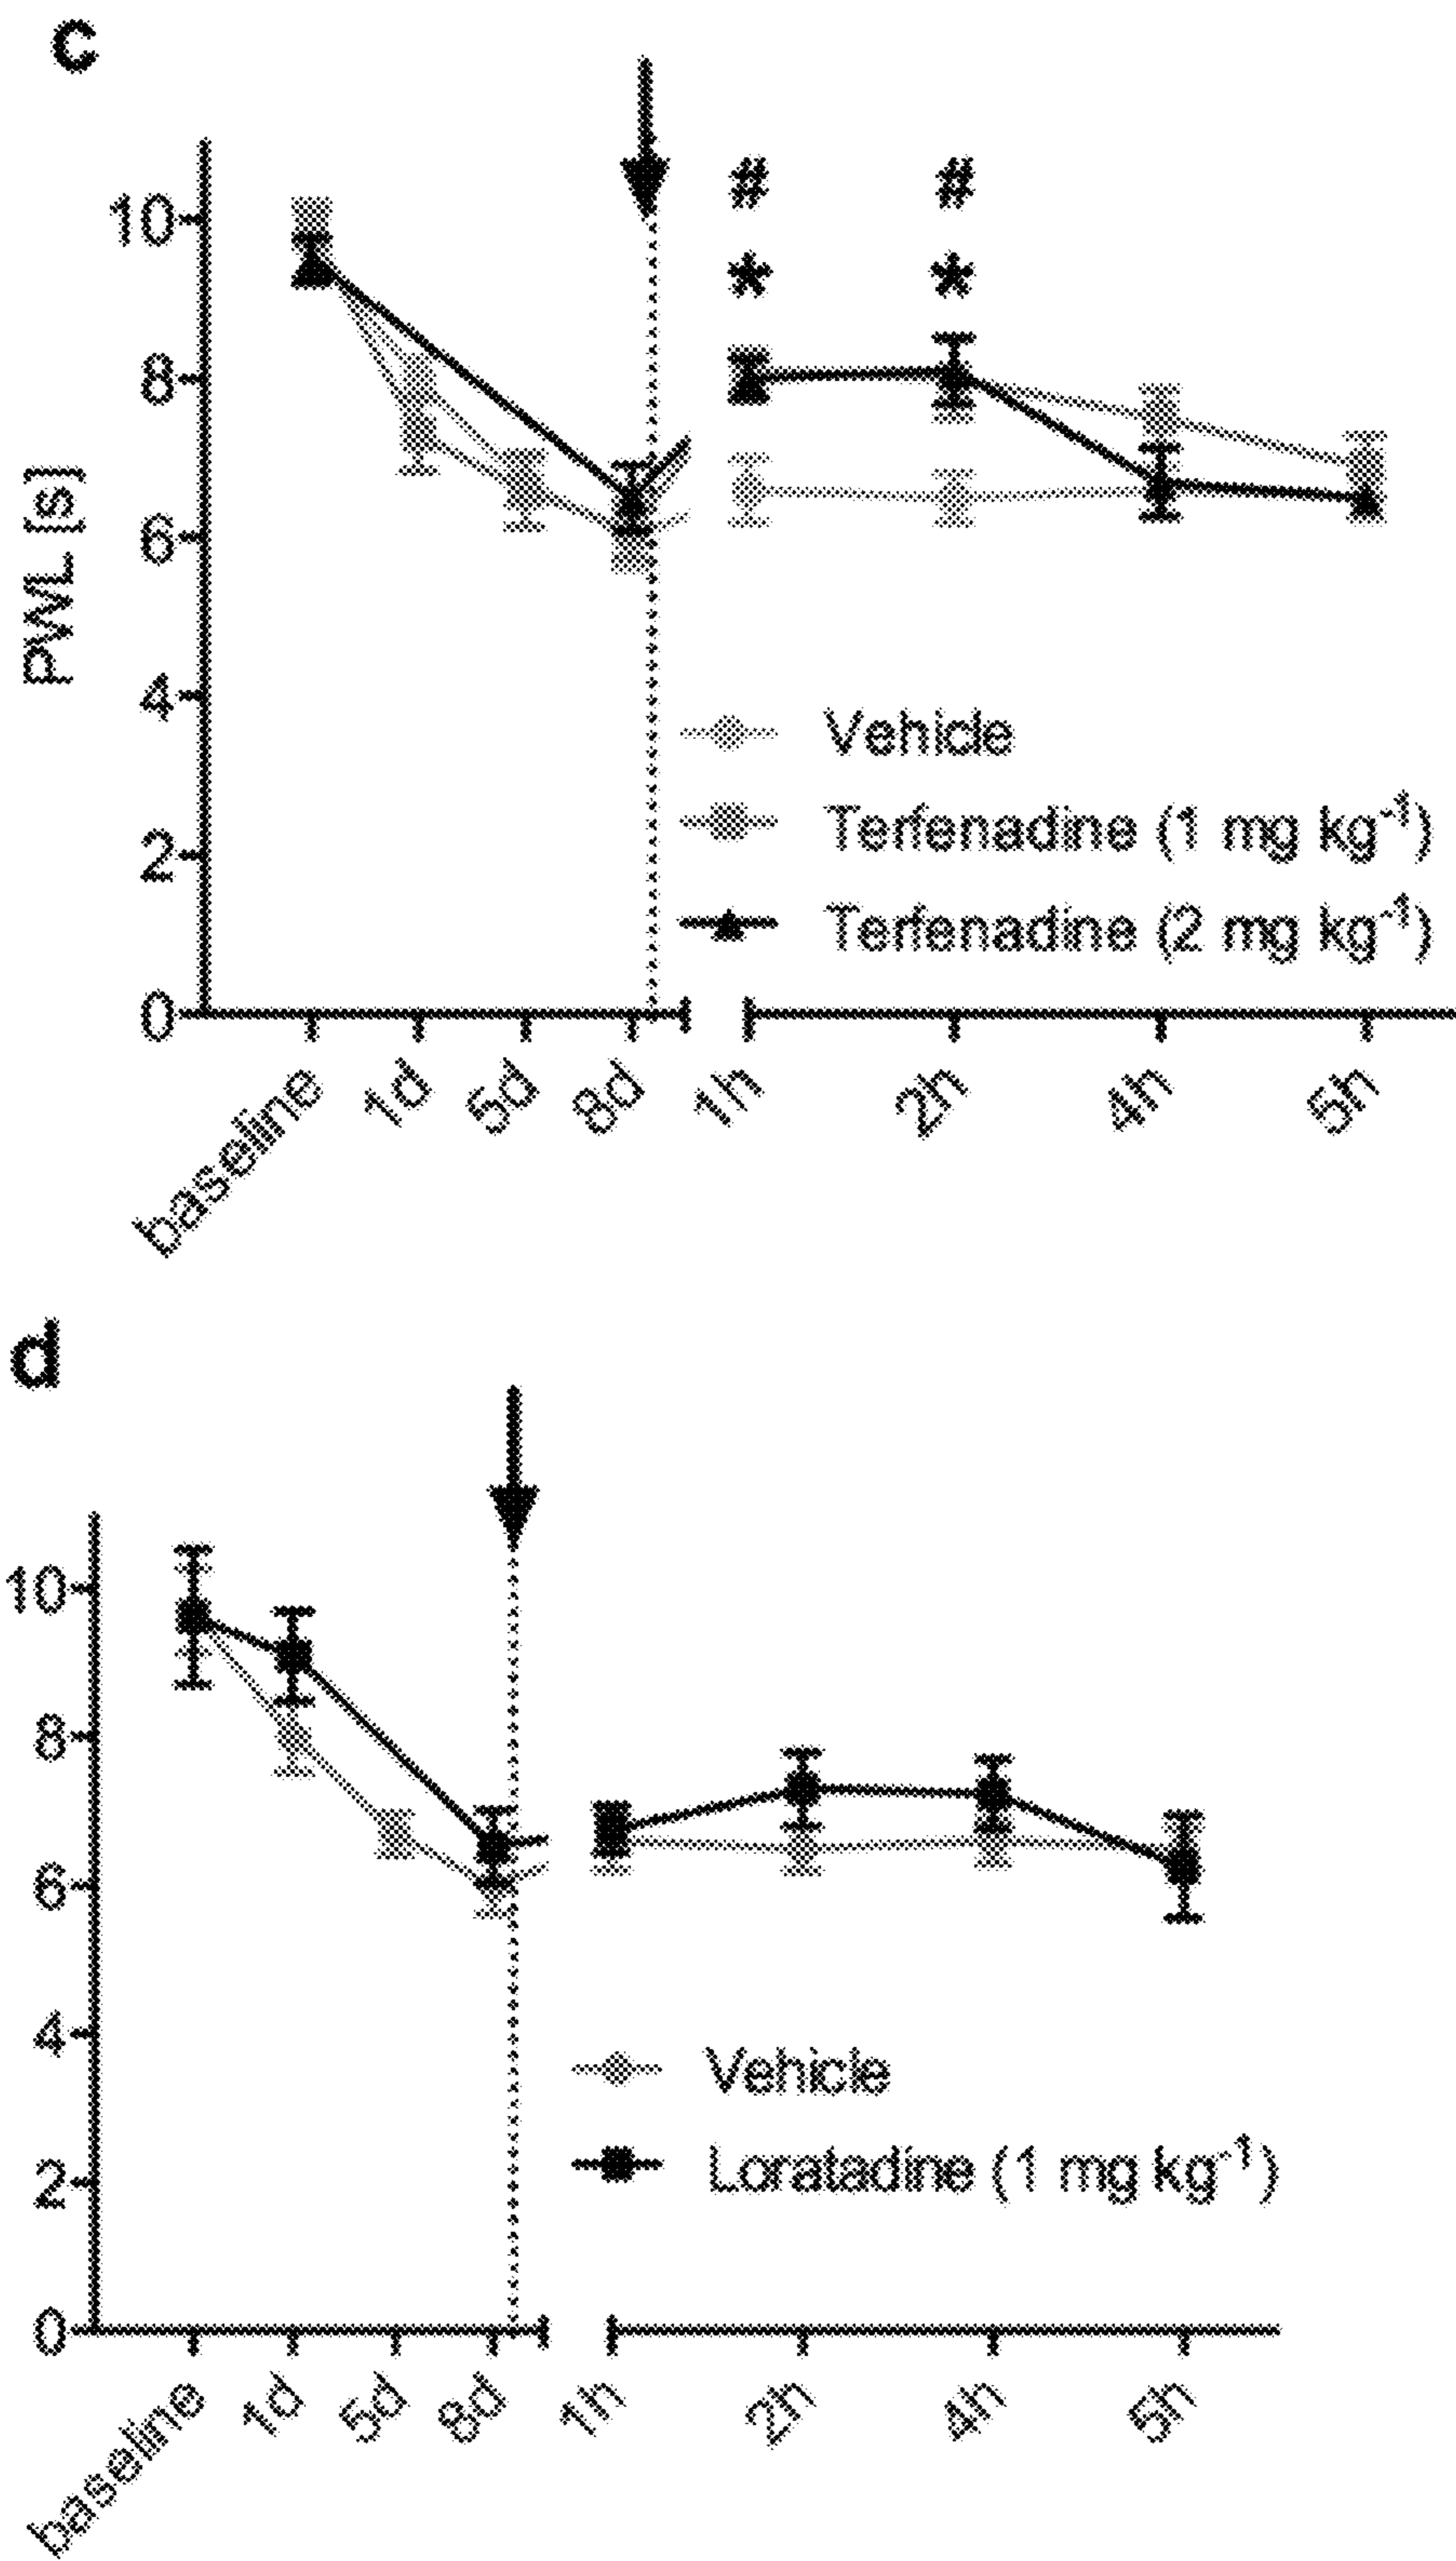 c
# #
* *
PWL [s]
10
8
6
4
2
0
Vehicle
Terfenadine (1 mg kg-1)
Terfenadine (2 mg kg-1)
baseline 1d 5d 8d 1h 2h 4h 5h
d
10
8
6
4
2
0
Vehicle
Loratadine (1 mg kg-1)
baseline 1d 5d 8d 1h 2h 4h 5h